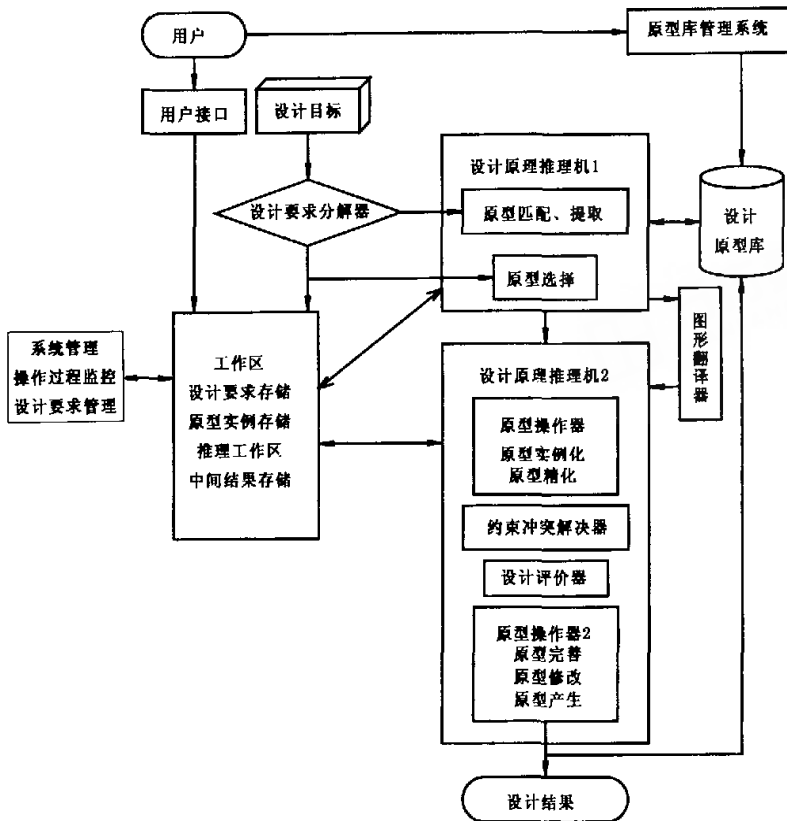 用户
原型库管理系统
用户接口
设计目标
设计原理推理机1
设计要求分解器
原型匹配、提取
设计
原型库
原型选择
图
形
翻
译
器
系统管理
操作过程监控
设计要求管理
工作区
设计要求存储
原型实例存储
推理工作区
中间结果存储
设计原理推理机2
原型操作器
原型实例化
原型精化
约束冲突解决器
设计评价器
原型操作器2
原型完善
原型修改
原型产生
设计结果